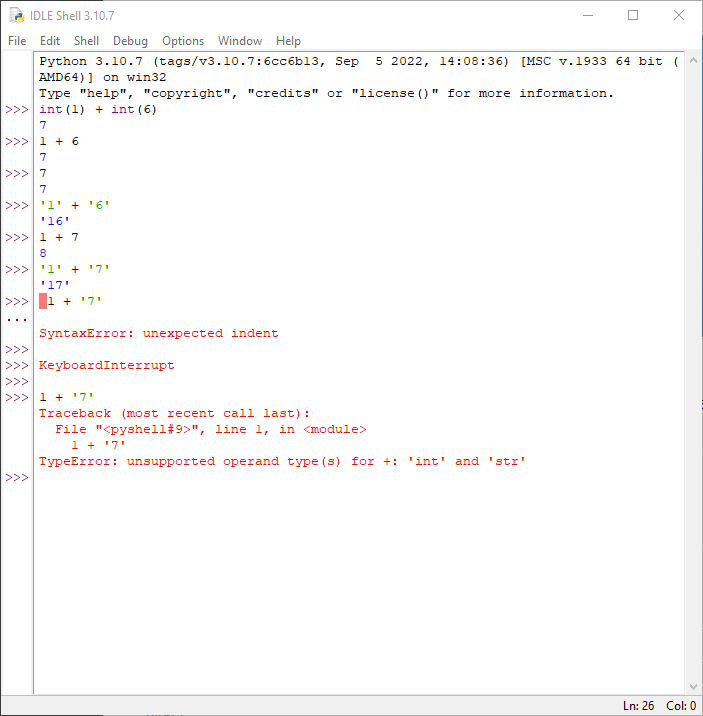 IDLE Shell 3.10.7
File Edit Shell Debug Options Window Help
Python 3.10.7 (tags/v3.10.7:6cc6b13, Sep  5 2022, 14:08:36) [MSC v.1933 64 bit (
AMD64)] on win32
Type "help", "copyright", "credits" or "license()" for more information.
>>> int(1) + int(6)
7
>>> 1 + 6
7
>>> 7
7
>>> '1' + '6'
'16'
>>> 1 + 7
8
>>> '1' + '7'
'17'
>>>  1 + '7'
...
SyntaxError: unexpected indent
>>>
>>> KeyboardInterrupt
>>>
>>> 1 + '7'
Traceback (most recent call last):
  File "<pyshell#9>", line 1, in <module>
    1 + '7'
TypeError: unsupported operand type(s) for +: 'int' and 'str'
>>>
Ln: 26 Col: 0